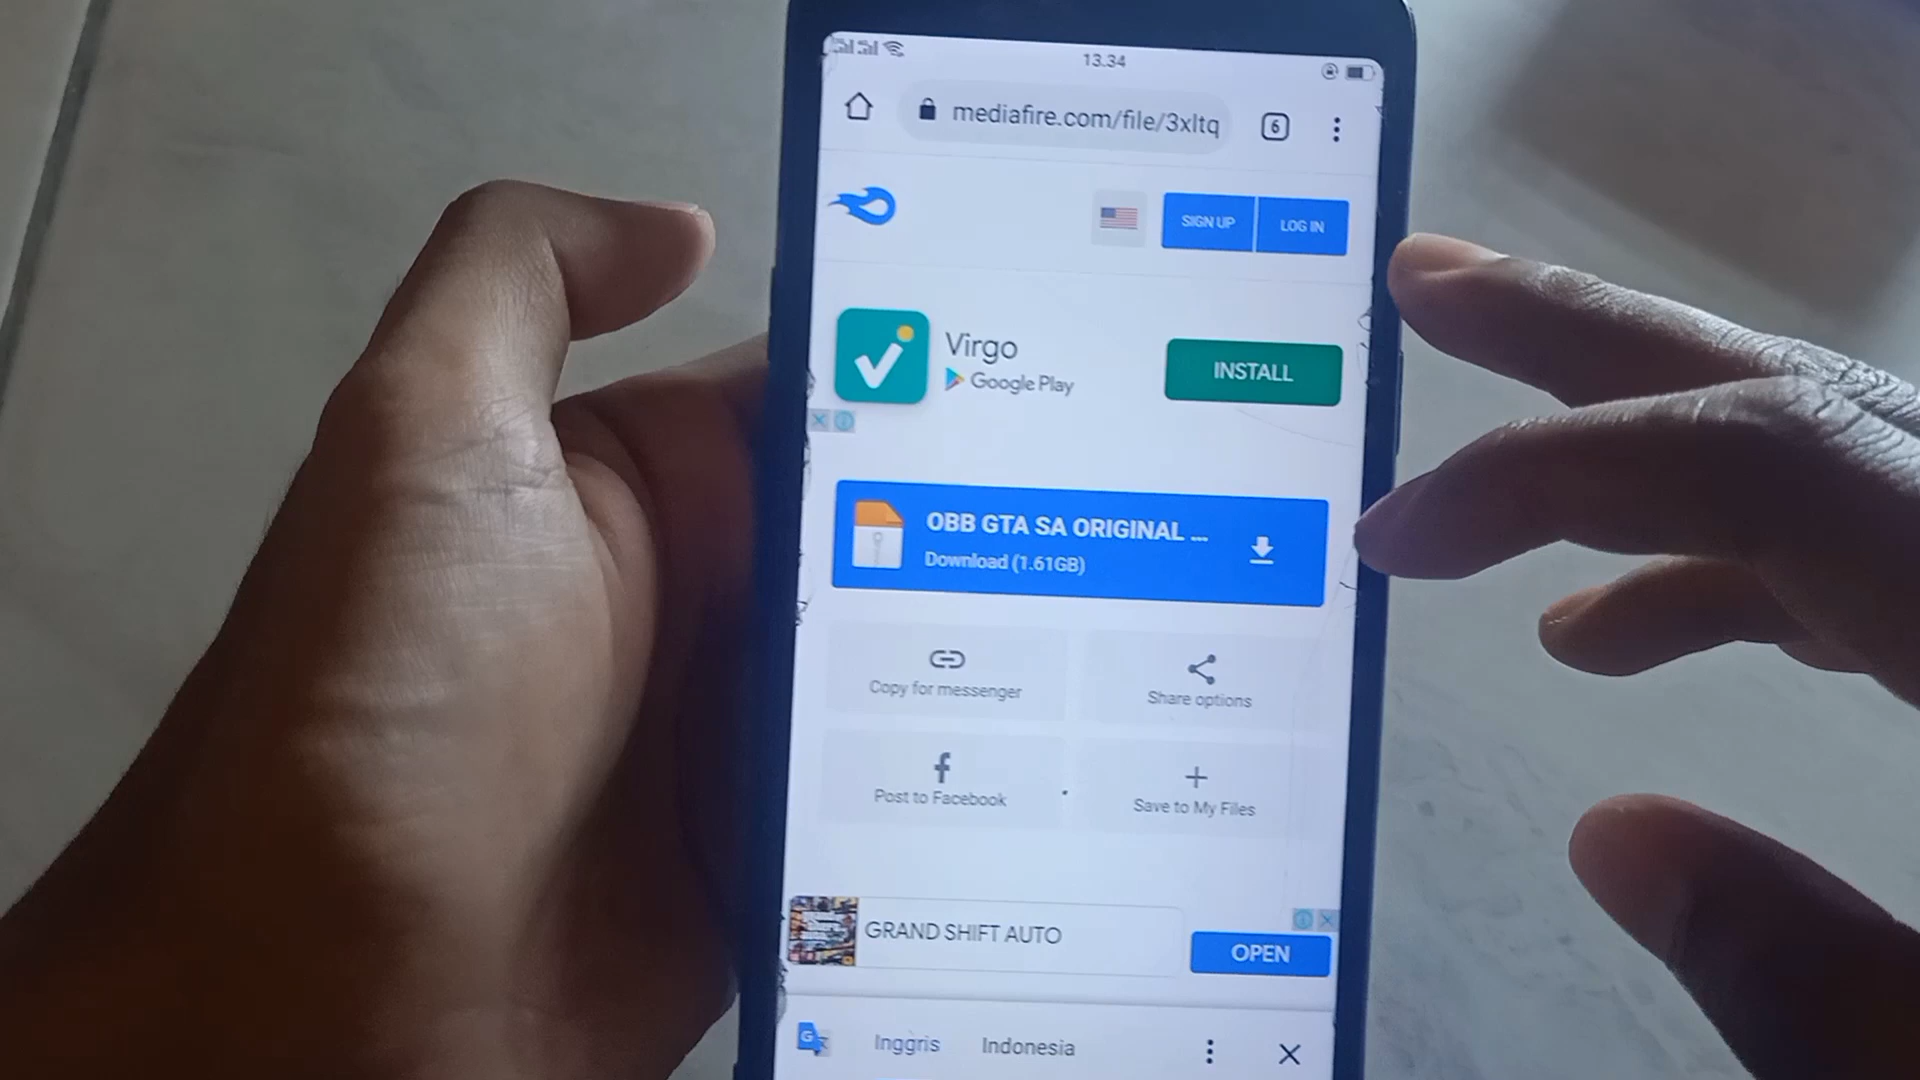 13.34
mediafire.com/file/3xltq
6
SIGN UP
LOG IN
Virgo
Google Play
INSTALL
OBB GTA SA ORIGINAL ...
Download (1.61GB)
Copy for messenger
Share options
Post to Facebook
Save to My Files
GRAND SHIFT AUTO
OPEN
Inggris
Indonesia